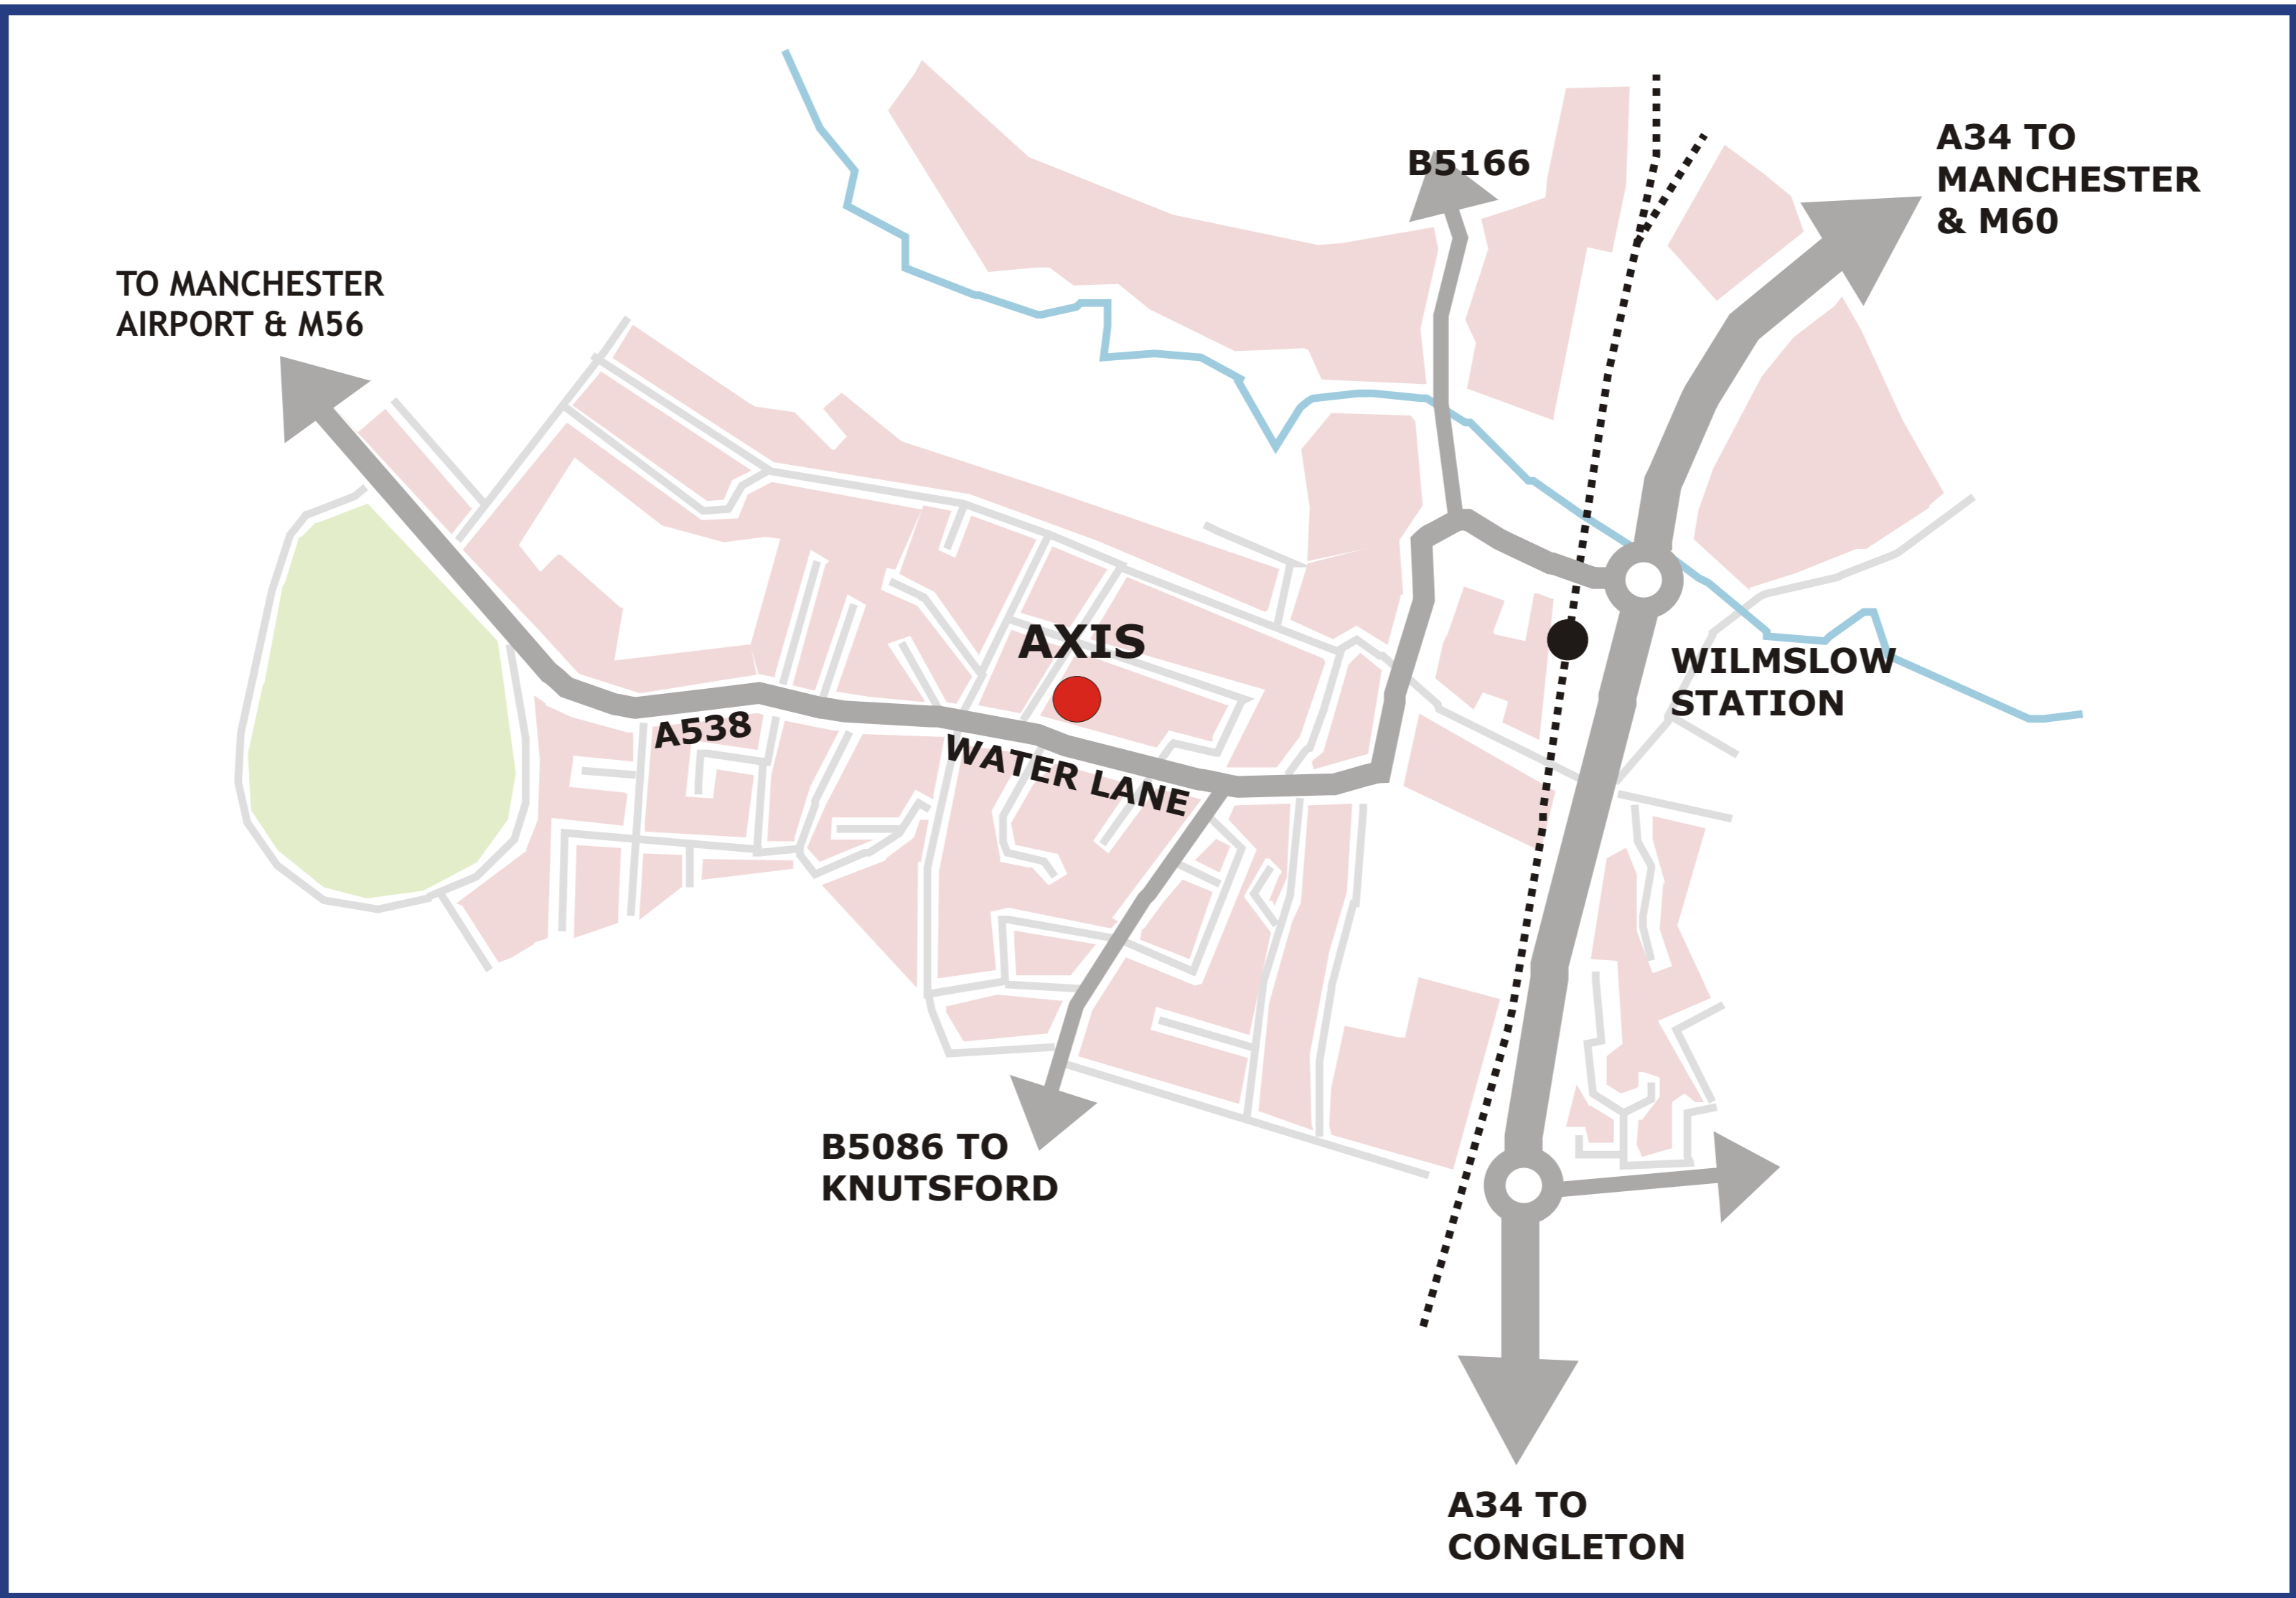 A34 TO
MANCHESTER
& M60
B5166
TO MANCHESTER
AIRPORT & M56
AXIS
WILMSLOW
STATION
A538
WATER LANE
B5086 TO
KNUTSFORD
A34 TO
CONGLETON